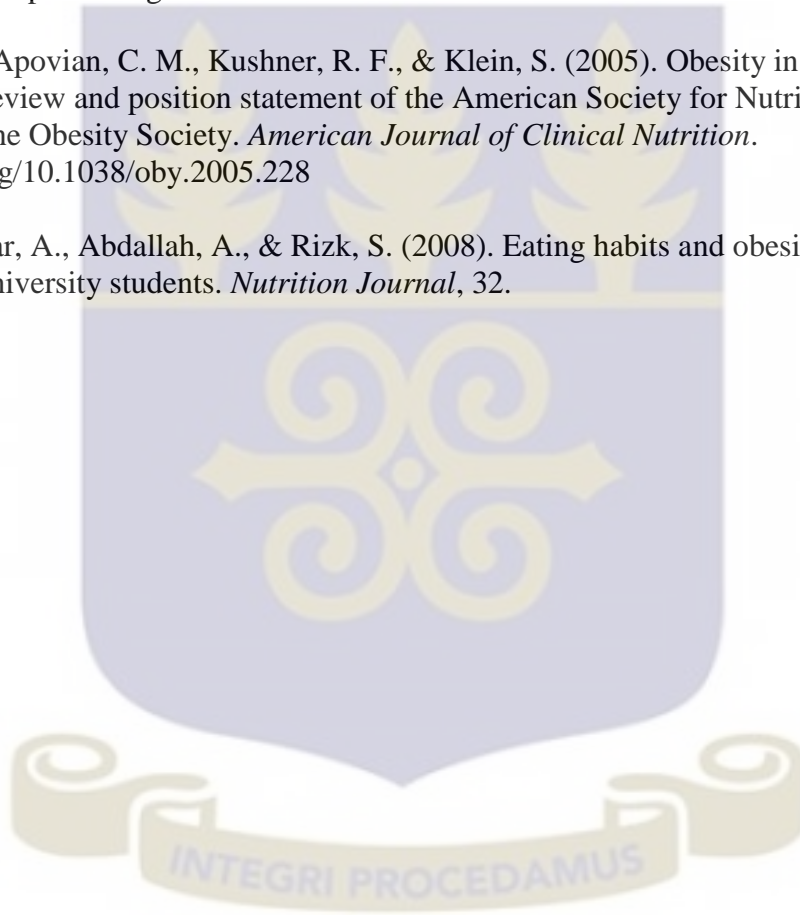 Apovian, C. M., Kushner, R. F., & Klein, S. (2005). Obesity in
eview and position statement of the American Society for Nutri
ne Obesity Society. American Journal of Clinical Nutrition.
g/10.1038/oby.2005.228
ar, A., Abdallah, A., & Rizk, S. (2008). Eating habits and obesi
niversity students. Nutrition Journal, 32.
INTEGRI PROCEDAMUS